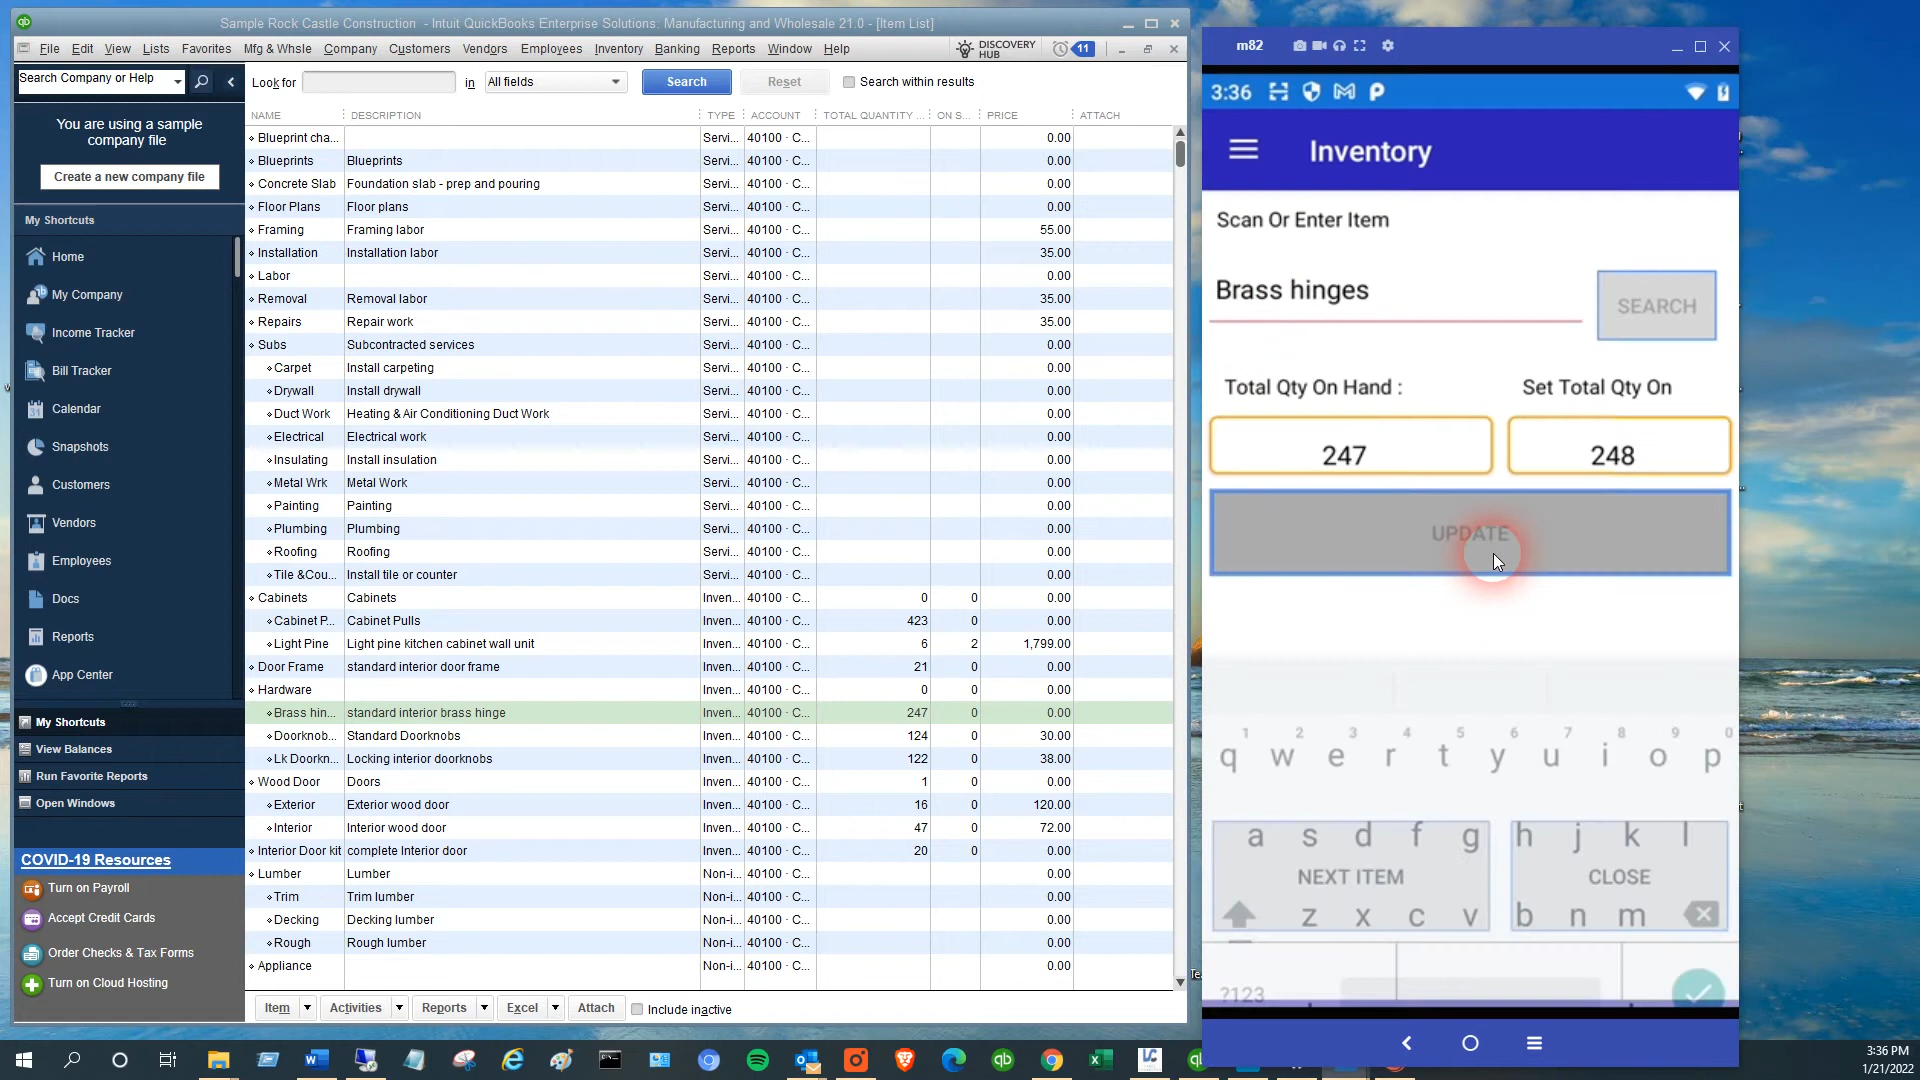 Sample Rock Castle Construction - Intuit QuickBooks Enterprise Solutions: Manufacturing and Wholesale 21.0 - [Item List]
File Edit View Lists Favorites Mfg & Whsle Company Customers Vendors Employees Inventory Banking Reports Window Help DISCOVERY HUB 11
Search Company or Help
Look for in All fields Search Reset Search within results
NAME DESCRIPTION TYPE ACCOUNT TOTAL QUANTITY ... ON S... PRICE ATTACH
You are using a sample company file
Create a new company file
My Shortcuts
Home
My Company
Income Tracker
Bill Tracker
Calendar
Snapshots
Customers
Vendors
Employees
Docs
Reports
App Center
My Shortcuts
View Balances
Run Favorite Reports
Open Windows
COVID-19 Resources
Turn on Payroll
Accept Credit Cards
Order Checks & Tax Forms
Turn on Cloud Hosting
Blueprint cha... Servi... 40100 · C... 0.00
Blueprints Blueprints Servi... 40100 · C... 0.00
Concrete Slab Foundation slab - prep and pouring Servi... 40100 · C... 0.00
Floor Plans Floor plans Servi... 40100 · C... 0.00
Framing Framing labor Servi... 40100 · C... 55.00
Installation Installation labor Servi... 40100 · C... 35.00
Labor Servi... 40100 · C... 0.00
Removal Removal labor Servi... 40100 · C... 35.00
Repairs Repair work Servi... 40100 · C... 35.00
Subs Subcontracted services Servi... 40100 · C... 0.00
Carpet Install carpeting Servi... 40100 · C... 0.00
Drywall Install drywall Servi... 40100 · C... 0.00
Duct Work Heating & Air Conditioning Duct Work Servi... 40100 · C... 0.00
Electrical Electrical work Servi... 40100 · C... 0.00
Insulating Install insulation Servi... 40100 · C... 0.00
Metal Wrk Metal Work Servi... 40100 · C... 0.00
Painting Painting Servi... 40100 · C... 0.00
Plumbing Plumbing Servi... 40100 · C... 0.00
Roofing Roofing Servi... 40100 · C... 0.00
Tile &Cou... Install tile or counter Servi... 40100 · C... 0.00
Cabinets Cabinets Inven... 40100 · C... 0 0 0.00
Cabinet P... Cabinet Pulls Inven... 40100 · C... 423 0 0.00
Light Pine Light pine kitchen cabinet wall unit Inven... 40100 · C... 6 2 1,799.00
Door Frame standard interior door frame Inven... 40100 · C... 21 0 0.00
Hardware Inven... 40100 · C... 0 0 0.00
Brass hin... standard interior brass hinge Inven... 40100 · C... 247 0 0.00
Doorknob... Standard Doorknobs Inven... 40100 · C... 124 0 30.00
Lk Doorkn... Locking interior doorknobs Inven... 40100 · C... 122 0 38.00
Wood Door Doors Inven... 40100 · C... 1 0 0.00
Exterior Exterior wood door Inven... 40100 · C... 16 0 120.00
Interior Interior wood door Inven... 40100 · C... 47 0 72.00
Interior Door kit complete Interior door Inven... 40100 · C... 20 0 0.00
Lumber Lumber Non-i... 40100 · C... 0.00
Trim Trim lumber Non-i... 40100 · C... 0.00
Decking Decking lumber Non-i... 40100 · C... 0.00
Rough Rough lumber Non-i... 40100 · C... 0.00
Appliance Non-i... 40100 · C... 0.00
Item Activities Reports Excel Attach Include inactive
m82
3:36
Inventory
Scan Or Enter Item
Brass hinges SEARCH
Total Qty On Hand : Set Total Qty On
247 248
UPDATE
1 2 3 4 5 6 7 8 9 0
q w e r t y u i o p
a s d f g h j k l
NEXT ITEM CLOSE
z x c v b n m
?123
3:36 PM
1/21/2022